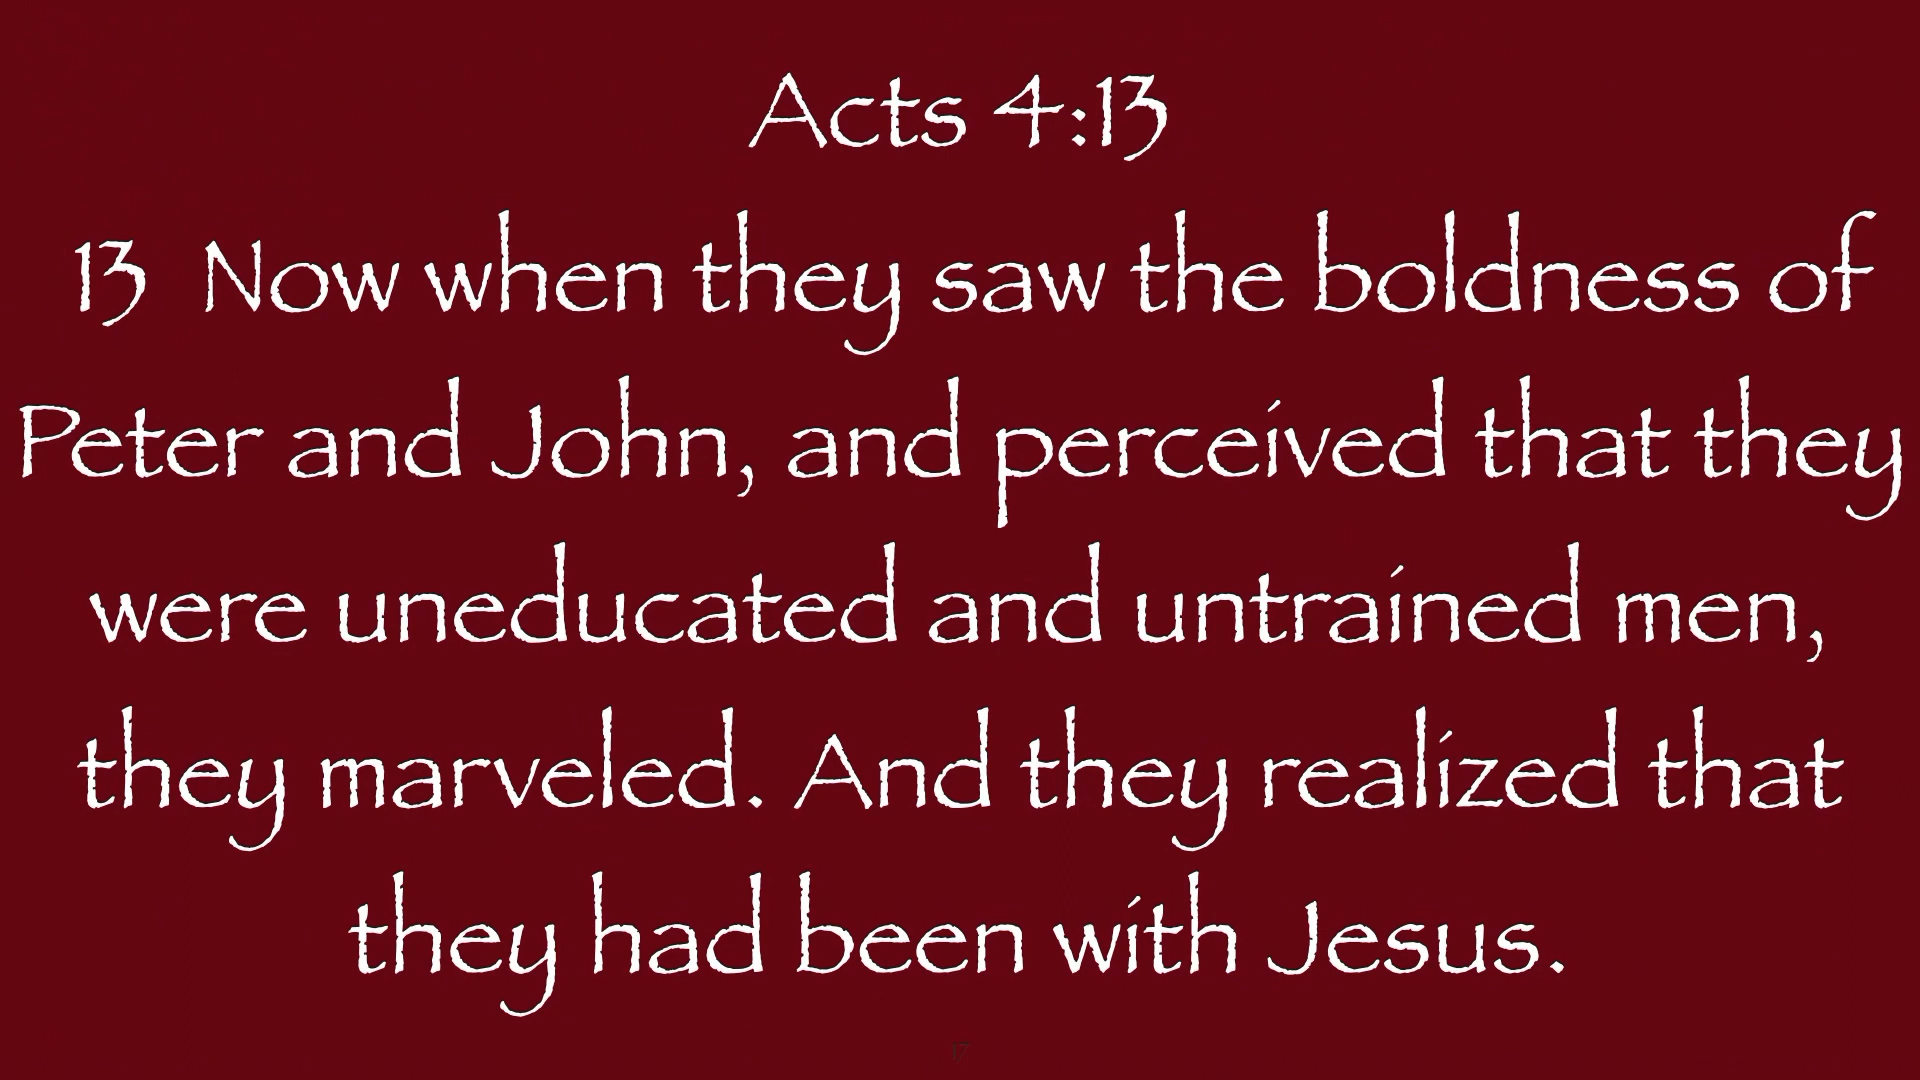 Acts 4:13
13 Now when they saw the boldness of
Peter and John, and perceived that they
were uneducated and untrained men,
they marveled. And they realized that
they had been with Jesus.
17